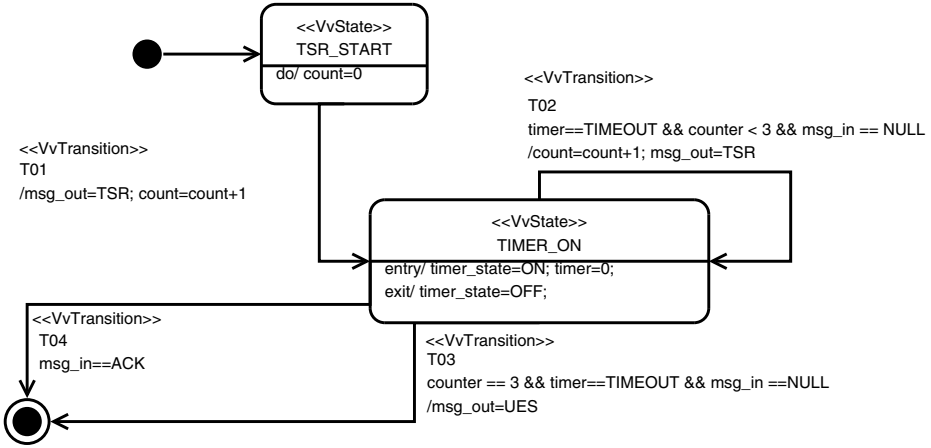 <<VvState>>
TSR_START
do/ count=0
<<VvTransition>>
T02
timer==TIMEOUT && counter < 3 && msg_in == NULL
/count=count+1; msg_out=TSR
<<VvTransition>>
T01
/msg_out=TSR; count=count+1
<<VvState>>
TIMER_ON
entry/ timer_state=ON; timer=0;
exit/ timer_state=OFF;
<<VvTransition>>
T04
msg_in==ACK
<<VvTransition>>
T03
counter == 3 && timer==TIMEOUT && msg_in ==NULL
/msg_out=UES